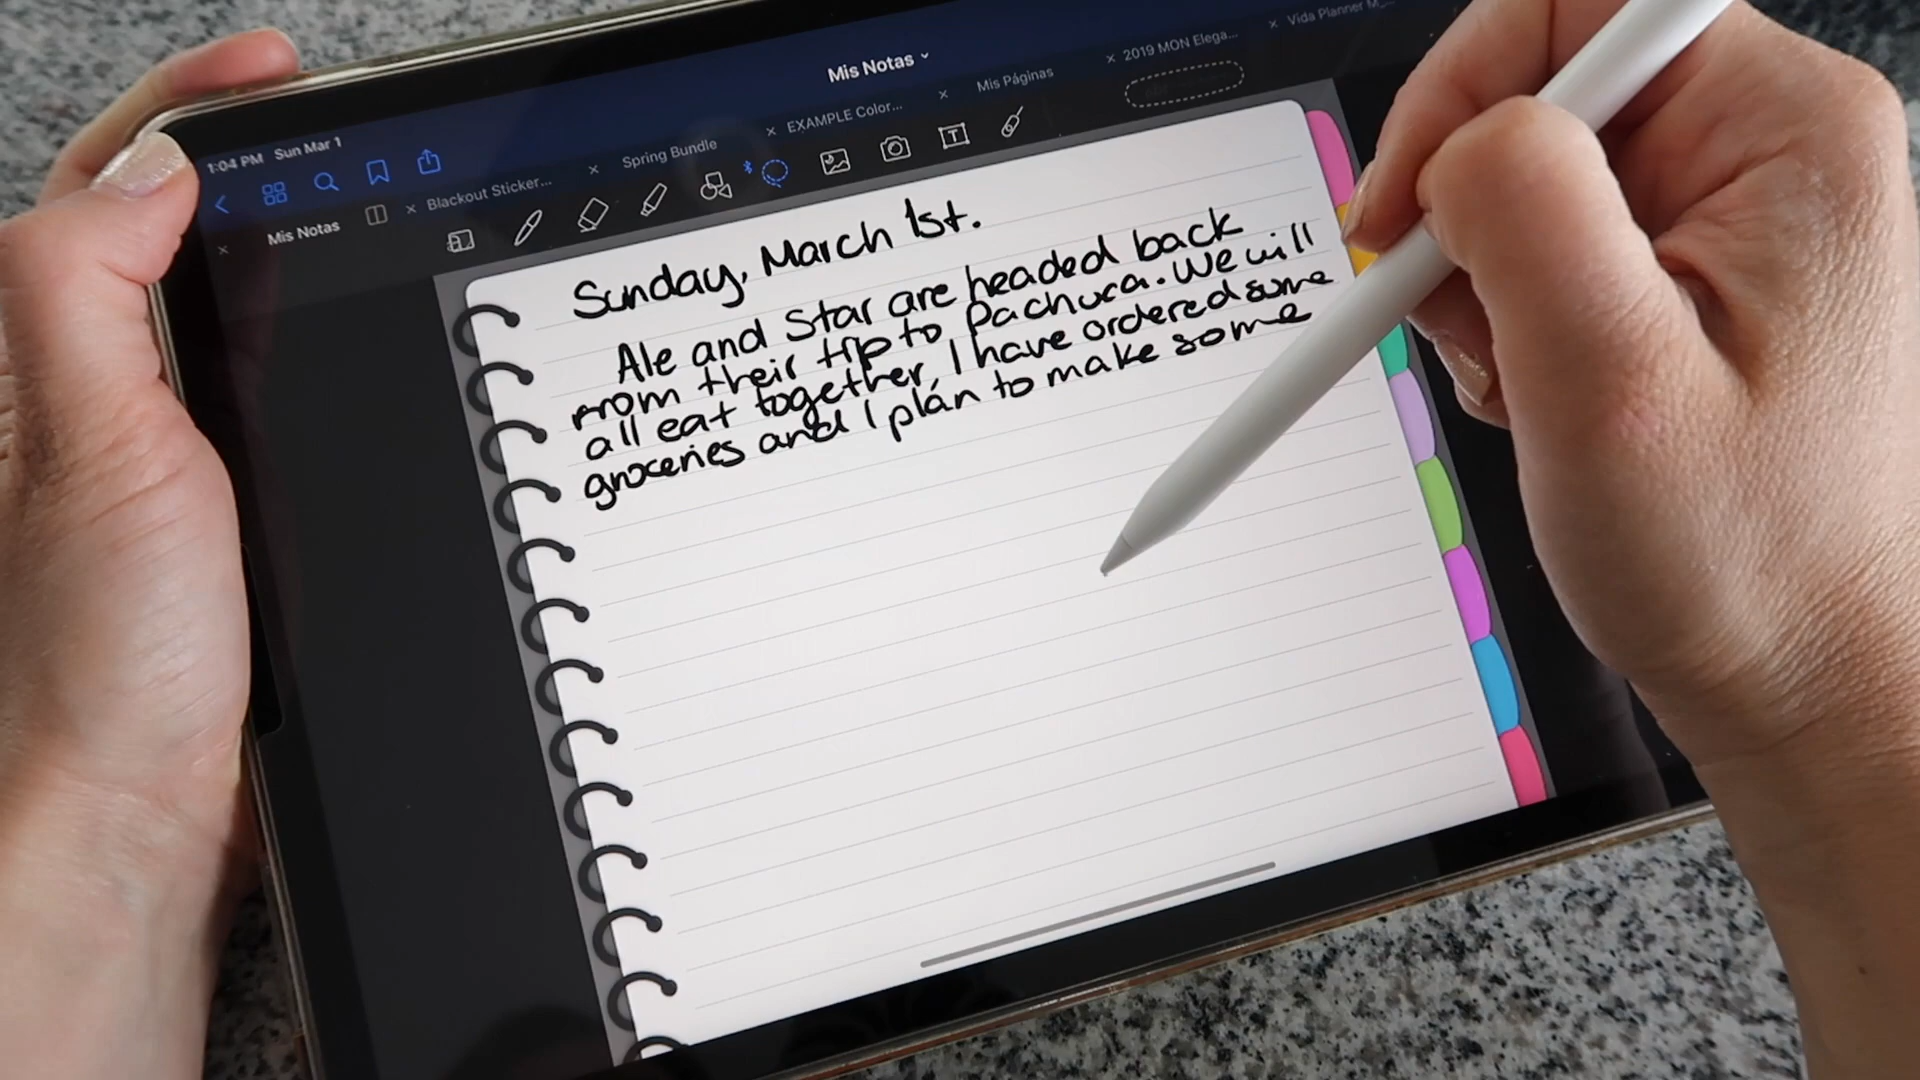 1:04 PM Sun Mar 1
Mis Notas
Mis Notas
Blackout Sticker...
Spring Bundle
EXAMPLE Color...
Mis Páginas
2019 MON Elega...
Vida Planner M...
T
Sunday, March 1st.
Ale and Star are headed back
from their trip to Pachuca. We will
all eat together, I have ordered some
groceries and I plan to make some